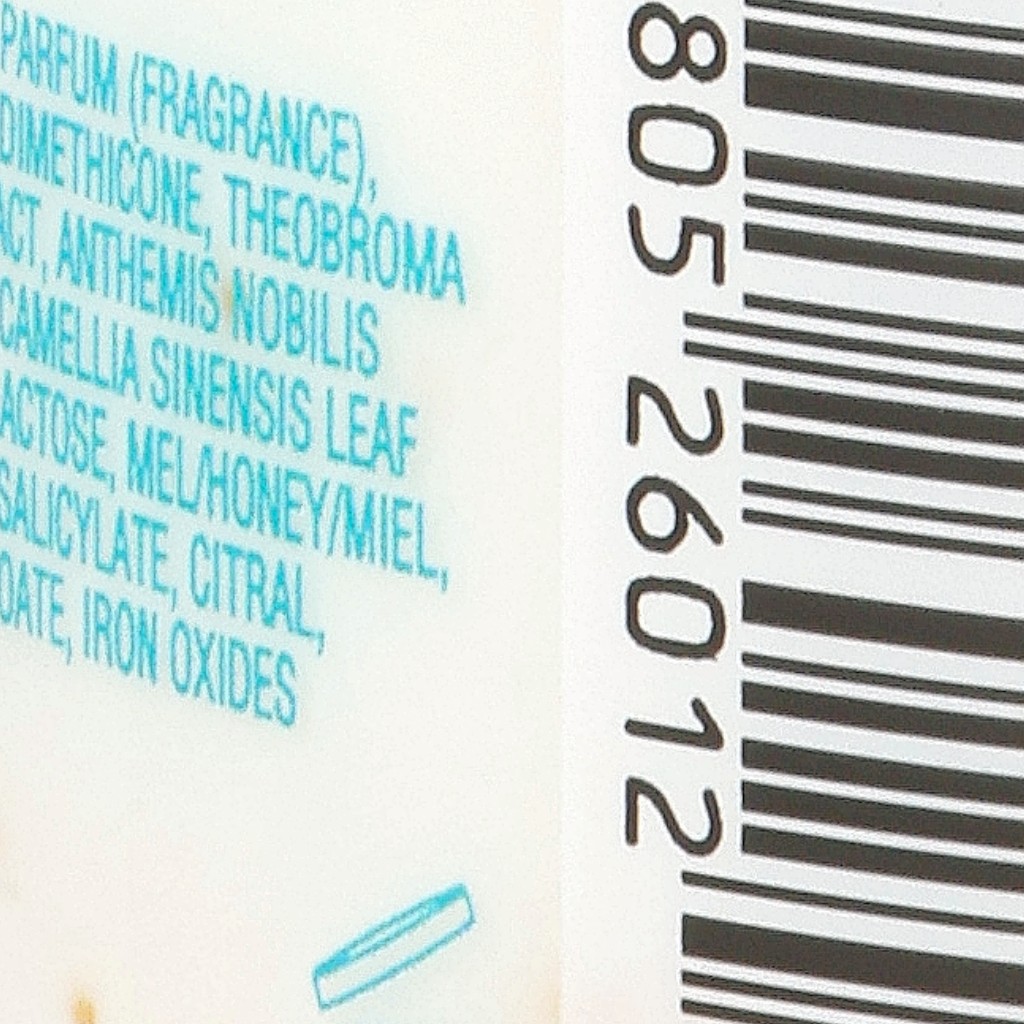 PARFUM (FRAGRANCE),
DIMETHICONE, THEOBROMA
ACT, ANTHEMIS NOBILIS
CAMELLIA SINENSIS LEAF
ACTOSE, MEL/HONEY/MIEL,
SALICYLATE, CITRAL,
OATE, IRON OXIDES
805 26012